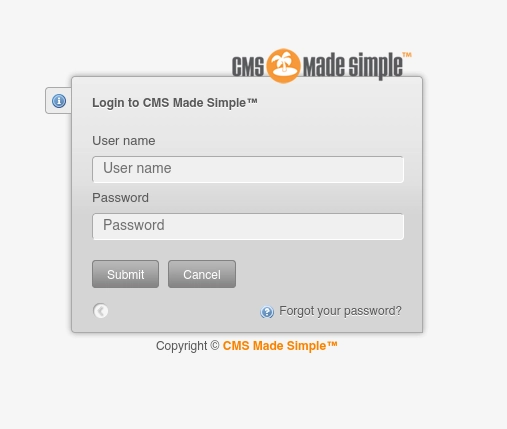 CMS Made Simple™
Login to CMS Made Simple™
User name
User name
Password
Password
Submit Cancel
Forgot your password?
Copyright © CMS Made Simple™